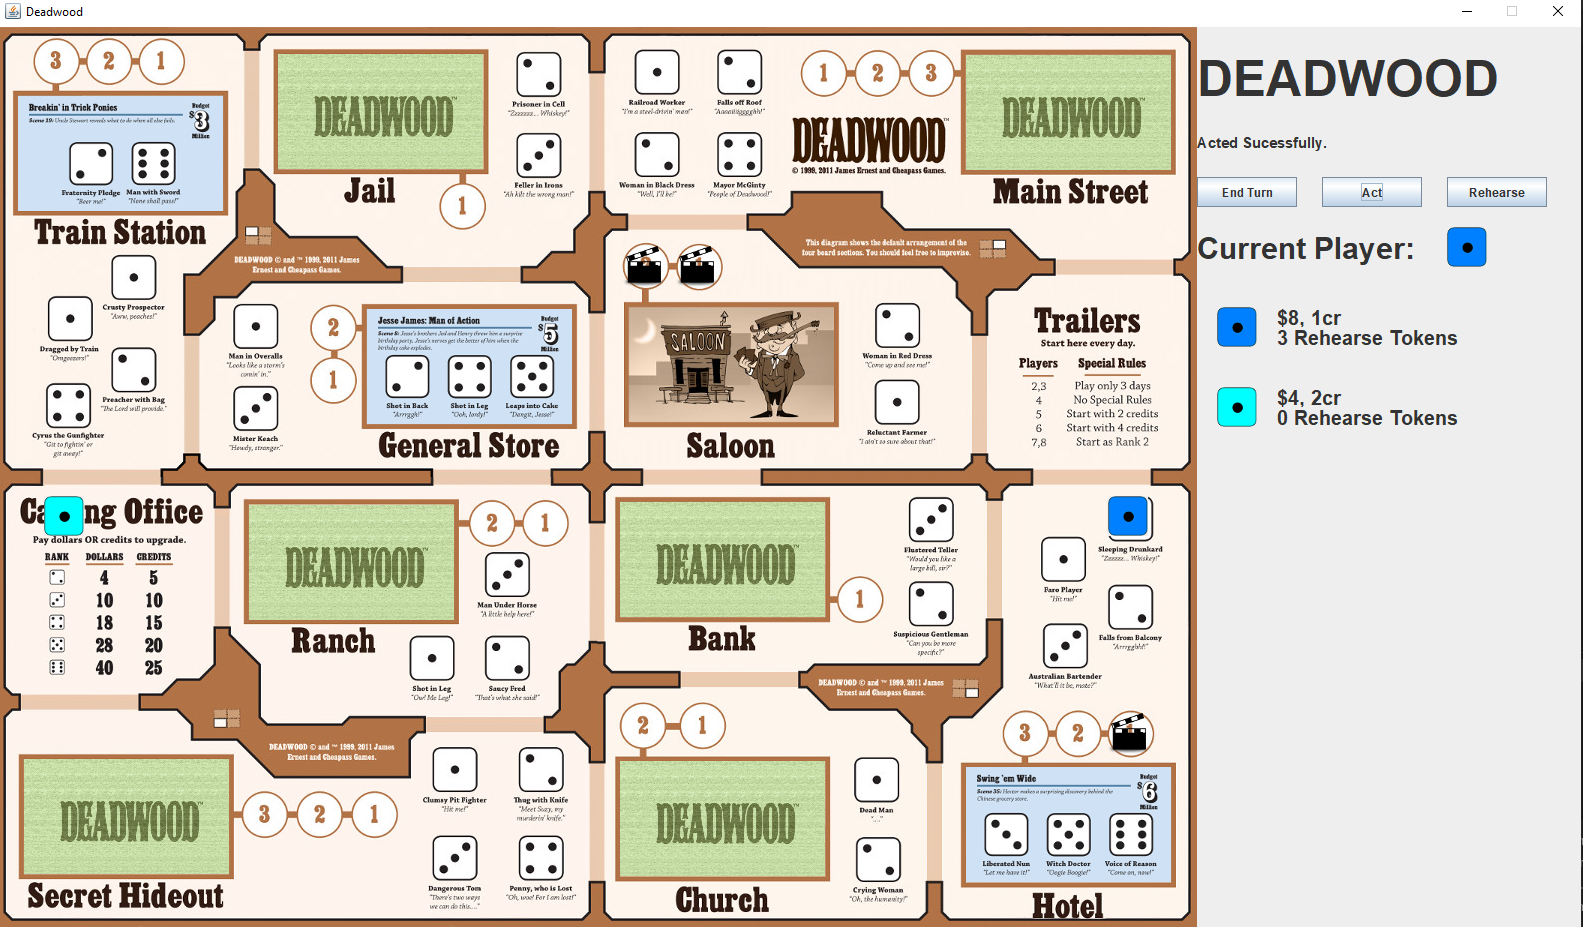 Deadwood
3 2 1
Breakin' in Trick Ponies
Budget
$3
Million
Scene 19: Uncle Stewart reveals what to do when all else fails.
Fraternity Pledge
"Beer me!"
Man with Sword
"None shall pass!"
Train Station
Crusty Prospector
"Aww, peaches!"
Dragged by Train
"Omgeezers!"
Preacher with Bag
"The Lord will provide."
Cyrus the Gunfighter
"Git to fightin' or
git away!"
DEADWOOD™
Jail
1
Prisoner in Cell
"Zzzzzzz... Whiskey!"
Feller in Irons
"Ah kilt the wrong man!"
DEADWOOD © and ™ 1999, 2011 James
Ernest and Cheapass Games.
Railroad Worker
"I'm a steel-drivin' man!"
Falls off Roof
"Aaaaiiiigggghh!"
Woman in Black Dress
"Well, I'll be!"
Mayor McGinty
"People of Deadwood!"
1 2 3
DEADWOOD™
© 1999, 2011 James Ernest and Cheapass Games.
DEADWOOD™
Main Street
This diagram shows the default arrangement of the
four board sections. You should feel free to improvise.
Man in Overalls
"Looks like a storm's
comin' in."
Mister Keach
"Howdy, stranger."
2
1
Jesse James: Man of Action
Budget
$5
Million
Scene 8: Jesse's brothers Jed and Henry throw him a surprise
birthday party. Jesse's nerves get the better of him when the
birthday cake explodes.
Shot in Back
"Arrrggh!"
Shot in Leg
"Ooh, lordy!"
Leaps into Cake
"Dangit, Jesse!"
General Store
SALOON
Saloon
Woman in Red Dress
"Come up and see me!"
Reluctant Farmer
"I ain't so sure about that!"
Trailers
Start here every day.
Players Special Rules
2,3 Play only 3 days
4 No Special Rules
5 Start with 2 credits
6 Start with 4 credits
7,8 Start as Rank 2
Ca ng Office
Pay dollars OR credits to upgrade.
RANK DOLLARS CREDITS
4 5
10 10
18 15
28 20
40 25
DEADWOOD™
Ranch
2 1
Man Under Horse
"A little help here!"
Shot in Leg
"Ow! Me Leg!"
Saucy Fred
"That's what she said!"
DEADWOOD™
Bank
1
Flustered Teller
"Would you like a
large bill, sir?"
Suspicious Gentleman
"Can you be more
specific?"
DEADWOOD © and ™ 1999, 2011 James
Ernest and Cheapass Games.
Sleeping Drunkard
"Zzzzzz... Whiskey!"
Faro Player
"Hit me!"
Falls from Balcony
"Arrrgghh!"
Australian Bartender
"What'll it be, mate?"
3 2
Swing 'em Wide
Budget
$6
Million
Scene 35: Hector makes a surprising discovery behind the
Chinese grocery store.
Liberated Nun
"Let me have it!"
Witch Doctor
"Oogie Boogie!"
Voice of Reason
"Come on, now!"
Hotel
DEADWOOD © and ™ 1999, 2011 James
Ernest and Cheapass Games.
DEADWOOD™
3 2 1
Secret Hideout
Clumsy Pit Fighter
"Hit me!"
Thug with Knife
"Meet Suzy, my
murderin' knife."
Dangerous Tom
"There's two ways
we can do this...."
Penny, who is Lost
"Oh, woe! For I am lost!"
2 1
DEADWOOD™
Church
Dead Man
"...."
Crying Woman
"Oh, the humanity!"
DEADWOOD
Acted Sucessfully.
End Turn
Act
Rehearse
Current Player:
$8, 1cr
3 Rehearse Tokens
$4, 2cr
0 Rehearse Tokens